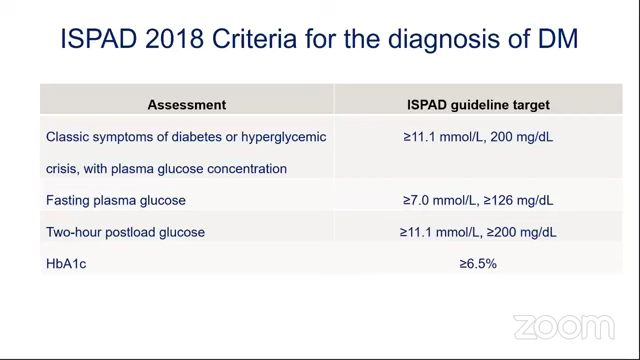 ISPAD 2018 Criteria for the diagnosis of DM
Assessment
ISPAD guideline target
Classic symptoms of diabetes or hyperglycemic
crisis, with plasma glucose concentration
≥11.1 mmol/L, 200 mg/dL
Fasting plasma glucose
≥7.0 mmol/L, ≥126 mg/dL
Two-hour postload glucose
≥11.1 mmol/L, ≥200 mg/dL
HbA1c
≥6.5%
zoom